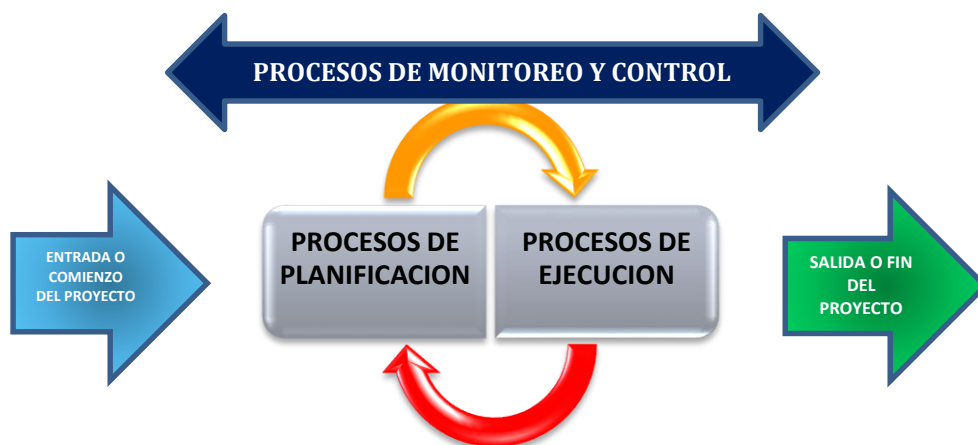 PROCESOS DE MONITOREO Y CONTROL
ENTRADA O
COMIENZO
DEL PROYECTO
PROCESOS DE
PLANIFICACION
PROCESOS DE
EJECUCION
SALIDA O FIN
DEL
PROYECTO